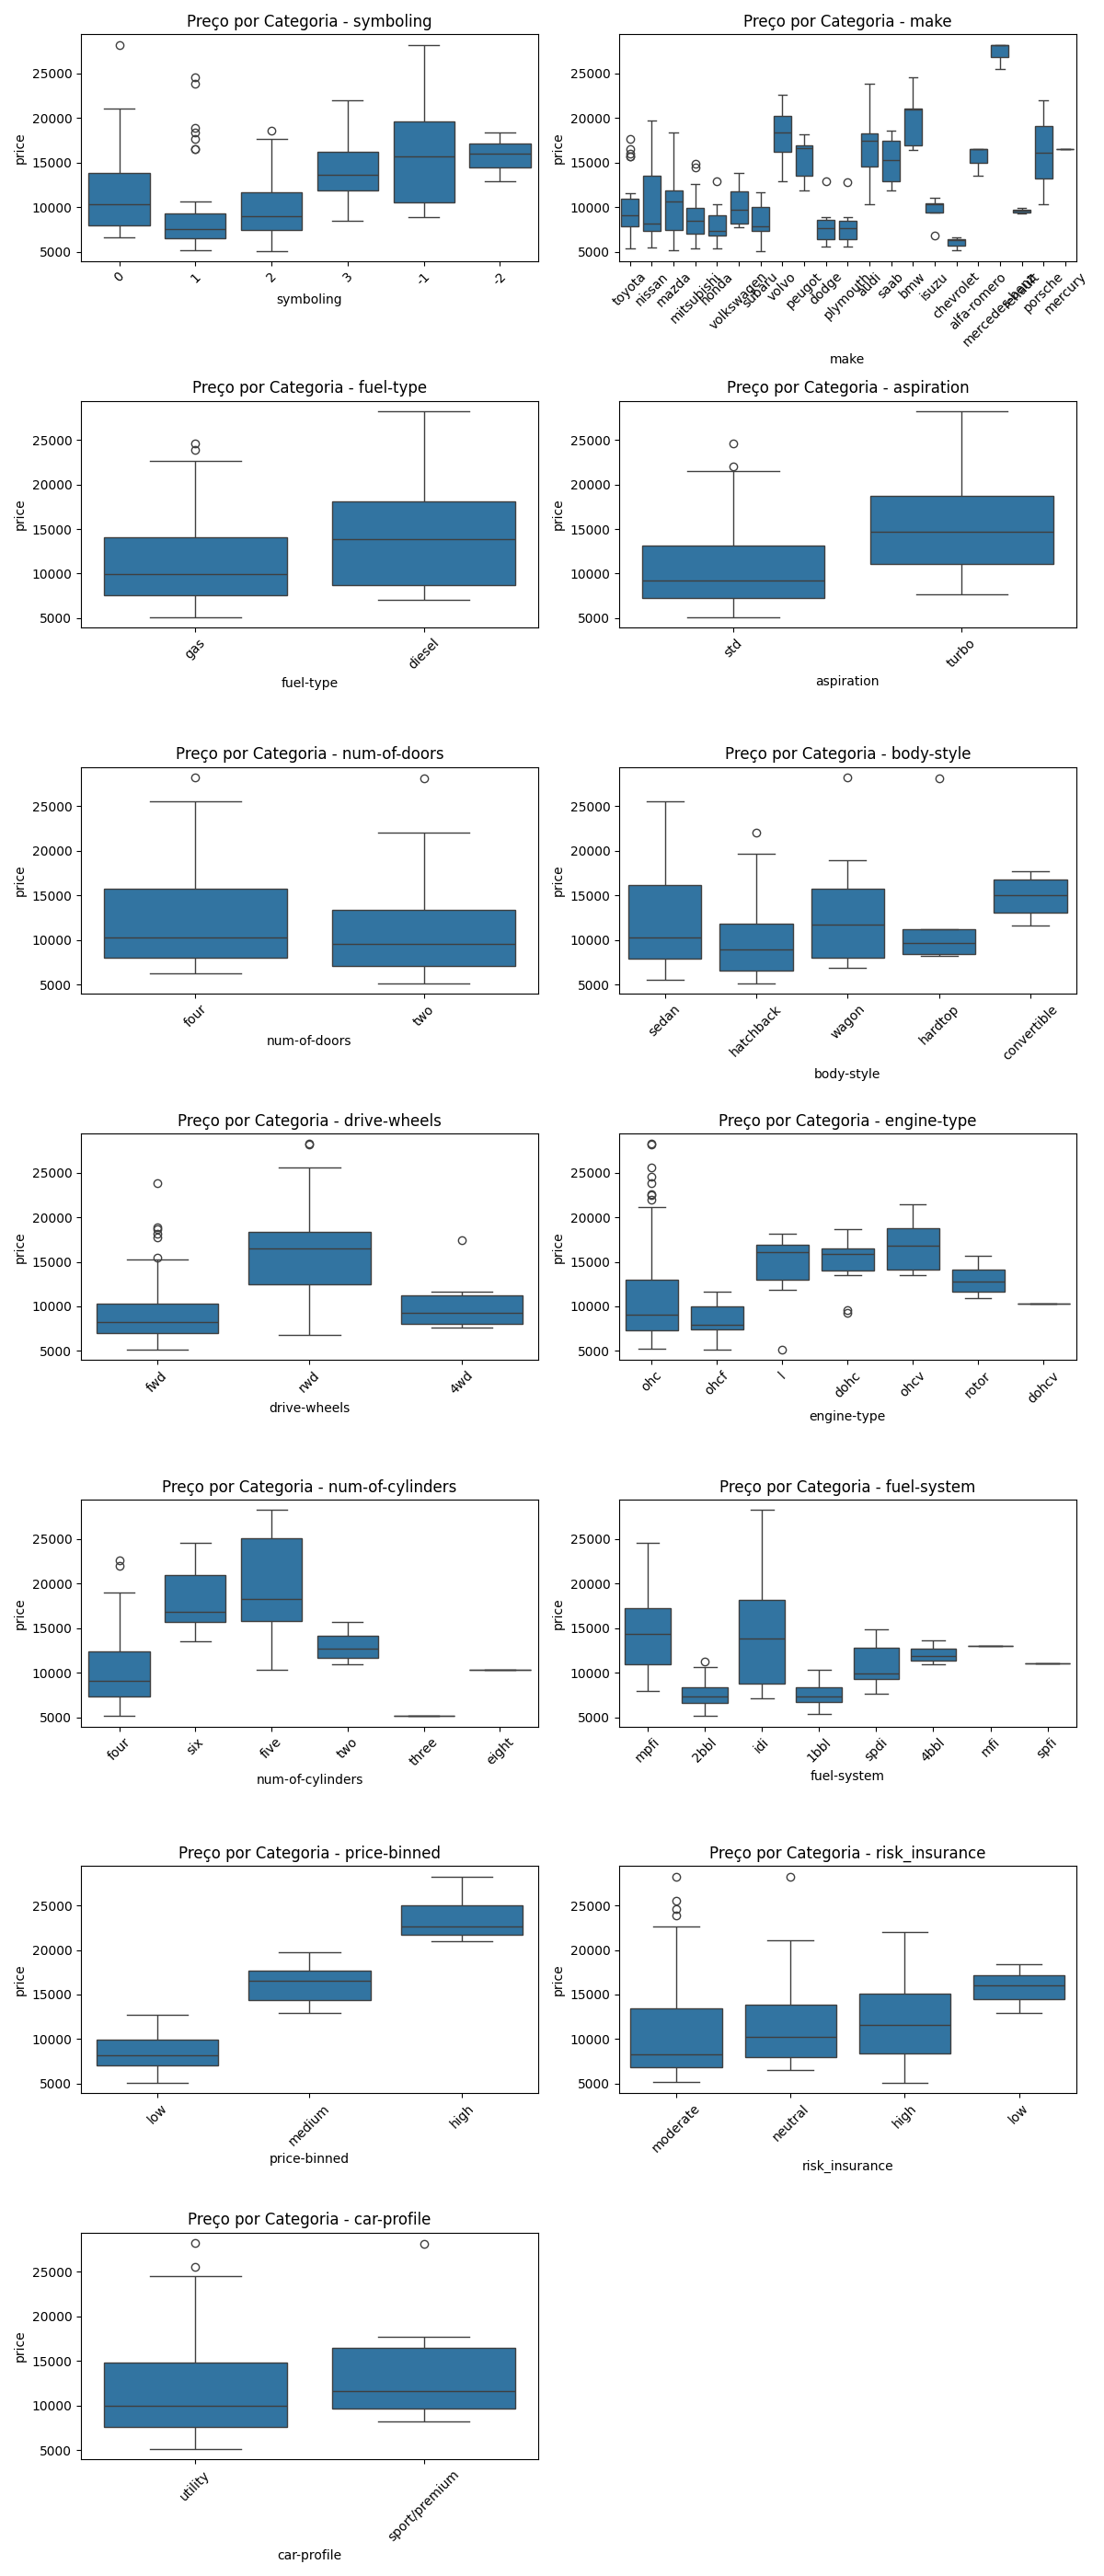 Preço por Categoria - symboling
price
25000
20000
15000
10000
5000
0
1
2
3
-1
-2
symboling
Preço por Categoria - make
price
25000
20000
15000
10000
5000
toyota
nissan
mazda
mitsubishi
honda
volkswagen
subaru
volvo
peugot
dodge
plymouth
audi
saab
bmw
isuzu
chevrolet
alfa-romero
mercedes-benz
renault
porsche
mercury
make
Preço por Categoria - fuel-type
price
25000
20000
15000
10000
5000
gas
diesel
fuel-type
Preço por Categoria - aspiration
price
25000
20000
15000
10000
5000
std
turbo
aspiration
Preço por Categoria - num-of-doors
price
25000
20000
15000
10000
5000
four
two
num-of-doors
Preço por Categoria - body-style
price
25000
20000
15000
10000
5000
sedan
hatchback
wagon
hardtop
convertible
body-style
Preço por Categoria - drive-wheels
price
25000
20000
15000
10000
5000
fwd
rwd
4wd
drive-wheels
Preço por Categoria - engine-type
price
25000
20000
15000
10000
5000
ohc
ohcf
l
dohc
ohcv
rotor
dohcv
engine-type
Preço por Categoria - num-of-cylinders
price
25000
20000
15000
10000
5000
four
six
five
two
three
eight
num-of-cylinders
Preço por Categoria - fuel-system
price
25000
20000
15000
10000
5000
mpfi
2bbl
idi
1bbl
spdi
4bbl
mfi
spfi
fuel-system
Preço por Categoria - price-binned
price
25000
20000
15000
10000
5000
low
medium
high
price-binned
Preço por Categoria - risk_insurance
price
25000
20000
15000
10000
5000
moderate
neutral
high
low
risk_insurance
Preço por Categoria - car-profile
price
25000
20000
15000
10000
5000
utility
sport/premium
car-profile